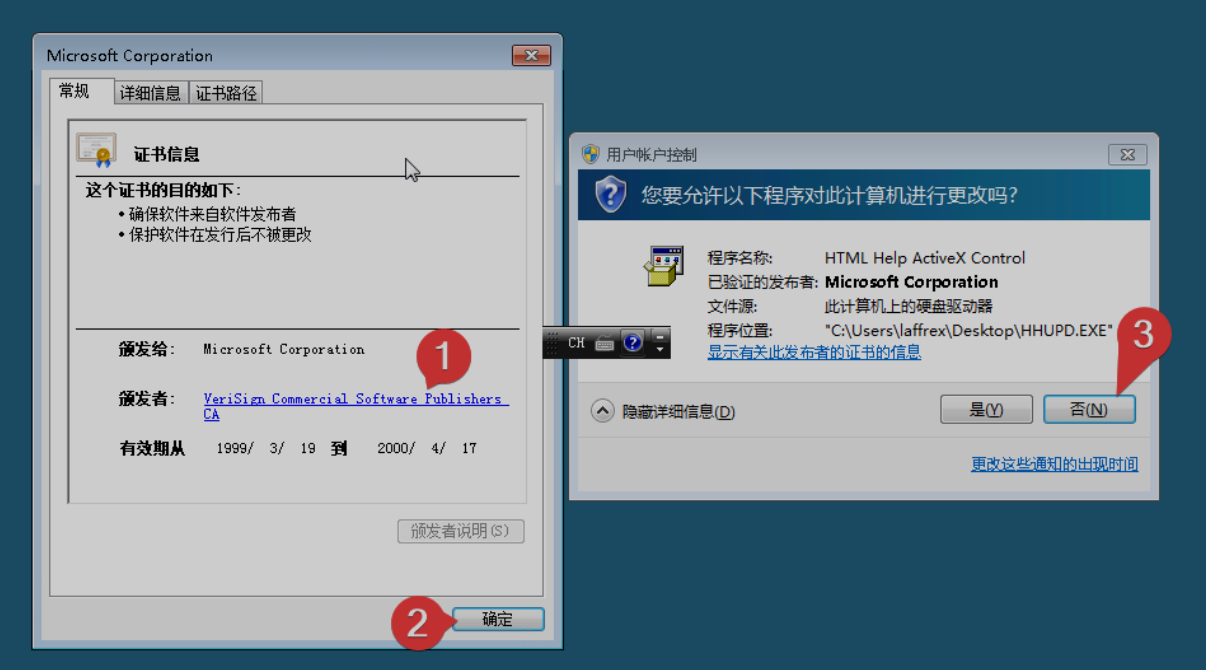 Microsoft Corporation
常规
详细信息
证书路径
证书信息
这个证书的目的如下:
• 确保软件来自软件发布者
• 保护软件在发行后不被更改
颁发给: Microsoft Corporation
1
颁发者: VeriSign Commercial Software Publishers
CA
有效期从 1999/ 3/ 19 到 2000/ 4/ 17
颁发者说明(S)
2
确定
CH
用户帐户控制
您要允许以下程序对此计算机进行更改吗?
程序名称: HTML Help ActiveX Control
已验证的发布者: Microsoft Corporation
文件源: 此计算机上的硬盘驱动器
程序位置: "C:\Users\laffrex\Desktop\HHUPD.EXE"
显示有关此发布者的证书的信息
3
隐藏详细信息(D)
是(Y)
否(N)
更改这些通知的出现时间